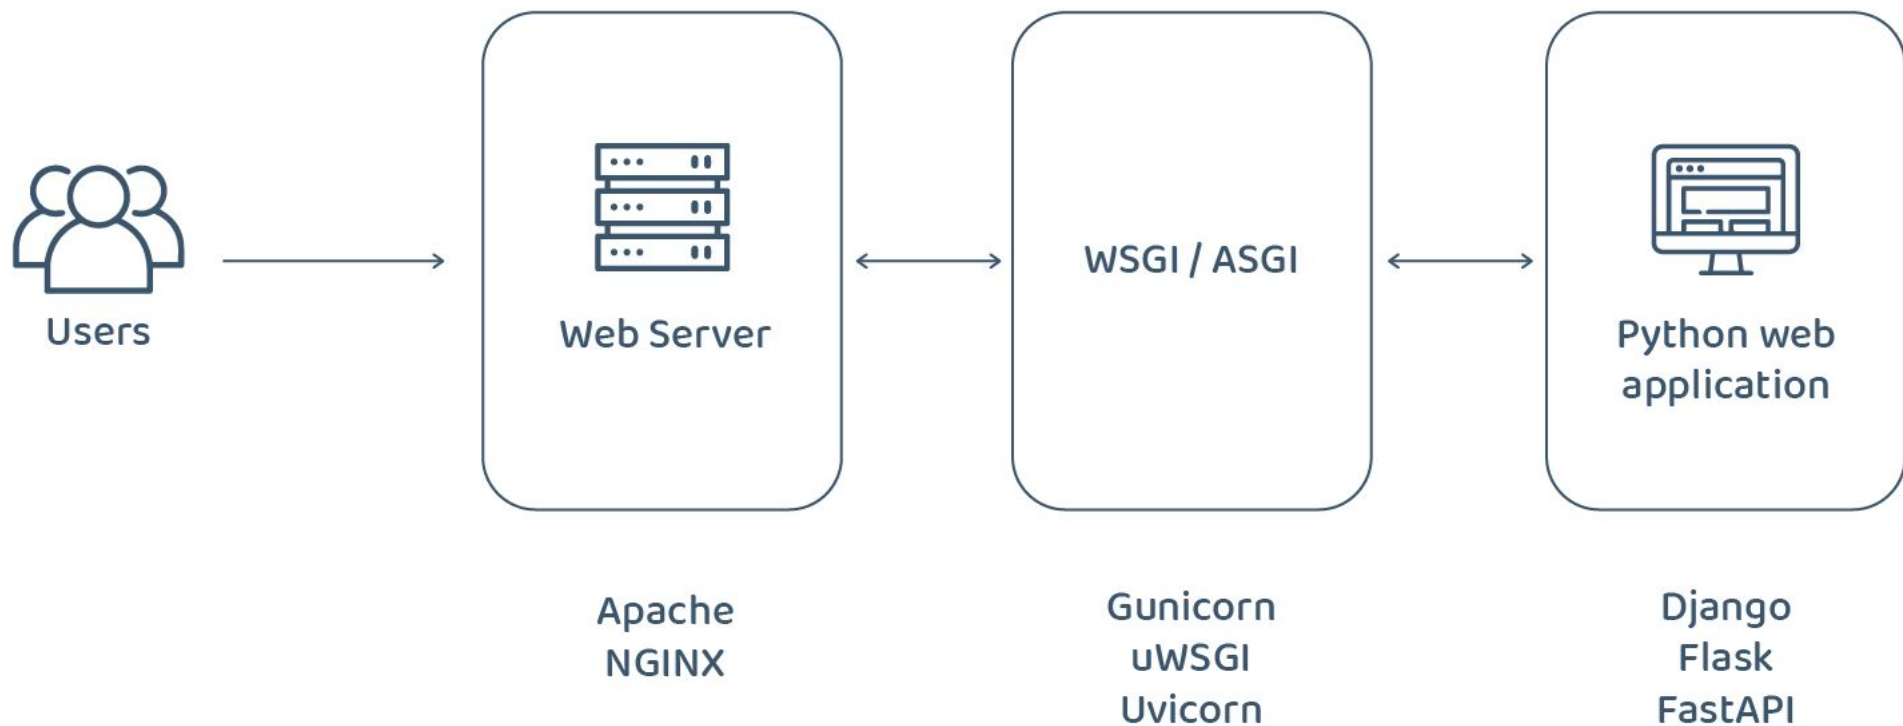 Users
Web Server
WSGI / ASGI
Python web
application
Apache
NGINX
Gunicorn
uWSGI
Uvicorn
Django
Flask
FastAPI